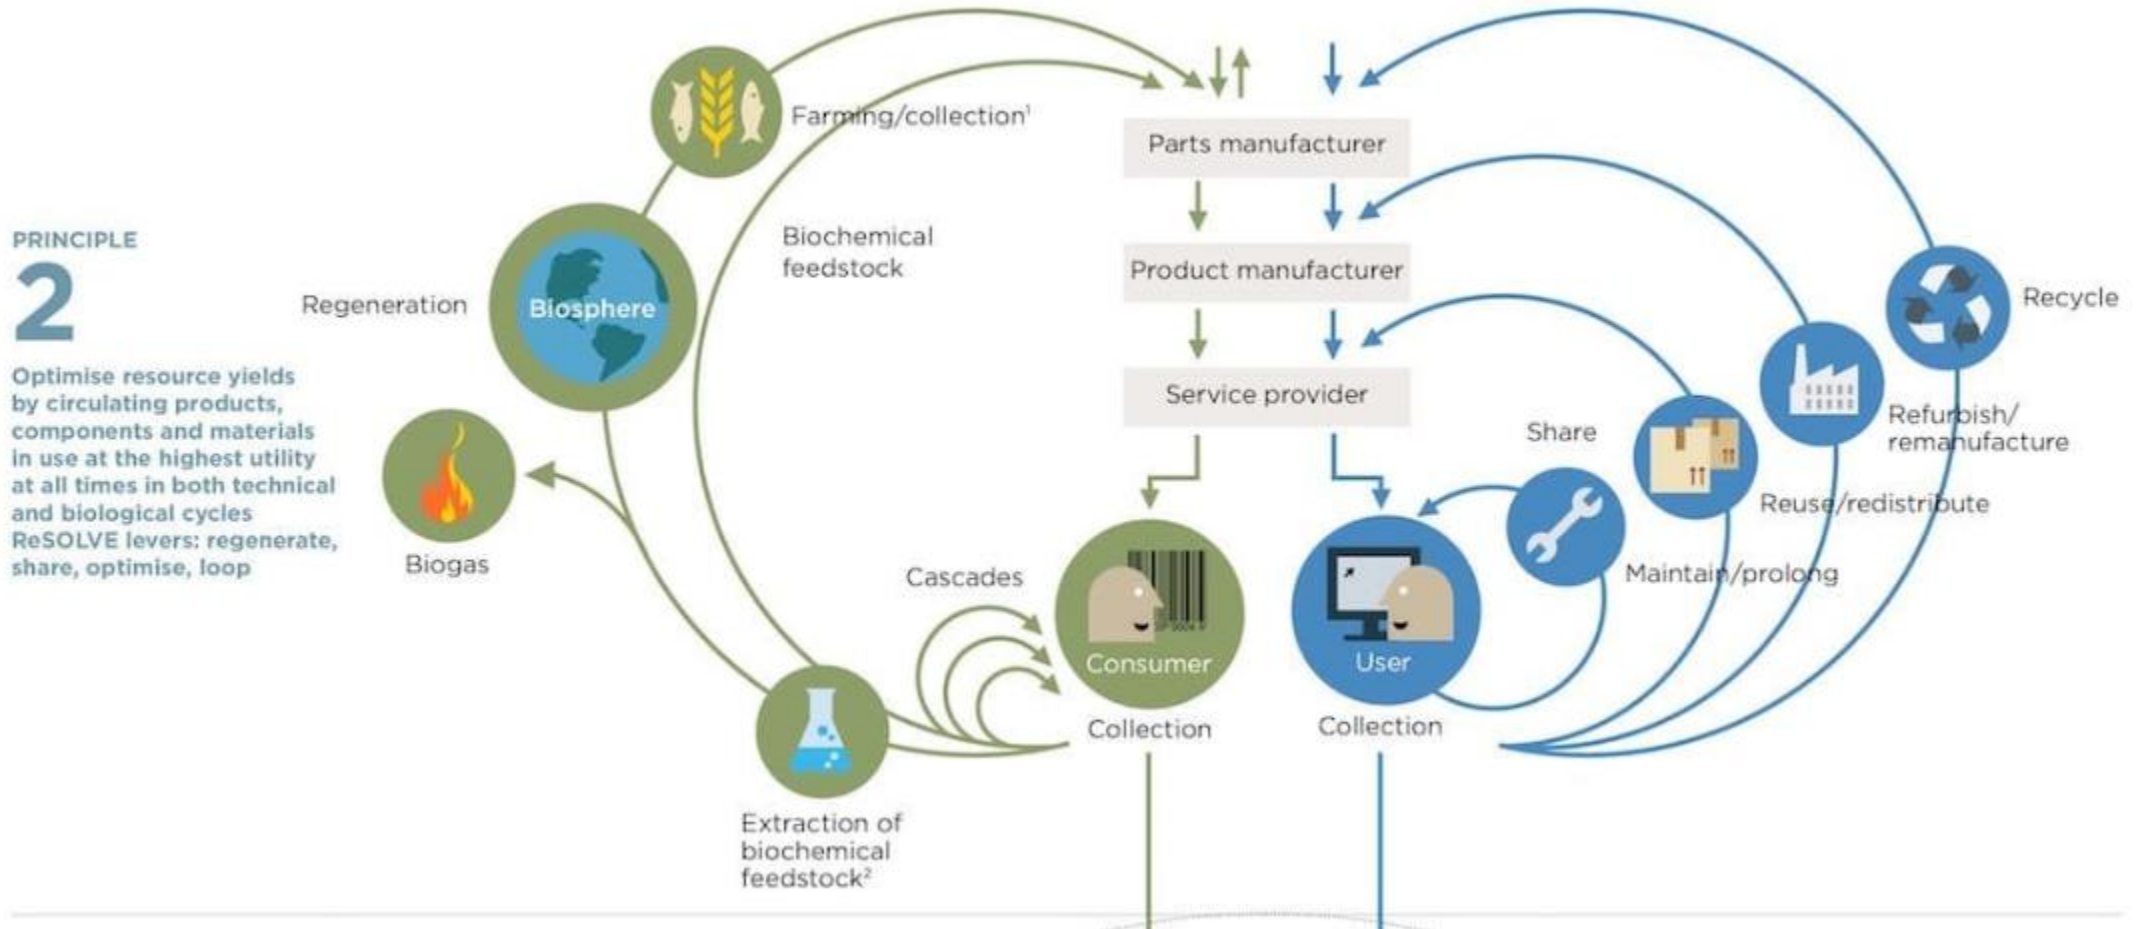 PRINCIPLE
2
Optimise resource yields
by circulating products,
components and materials
in use at the highest utility
at all times in both technical
and biological cycles
ReSOLVE levers: regenerate,
share, optimise, loop
Farming/collection¹
Biochemical
feedstock
Regeneration
Biosphere
Biogas
Cascades
Extraction of
biochemical
feedstock²
Parts manufacturer
Product manufacturer
Service provider
Consumer
Collection
User
Collection
Share
Maintain/prolong
Reuse/redistribute
Refurbish/
remanufacture
Recycle